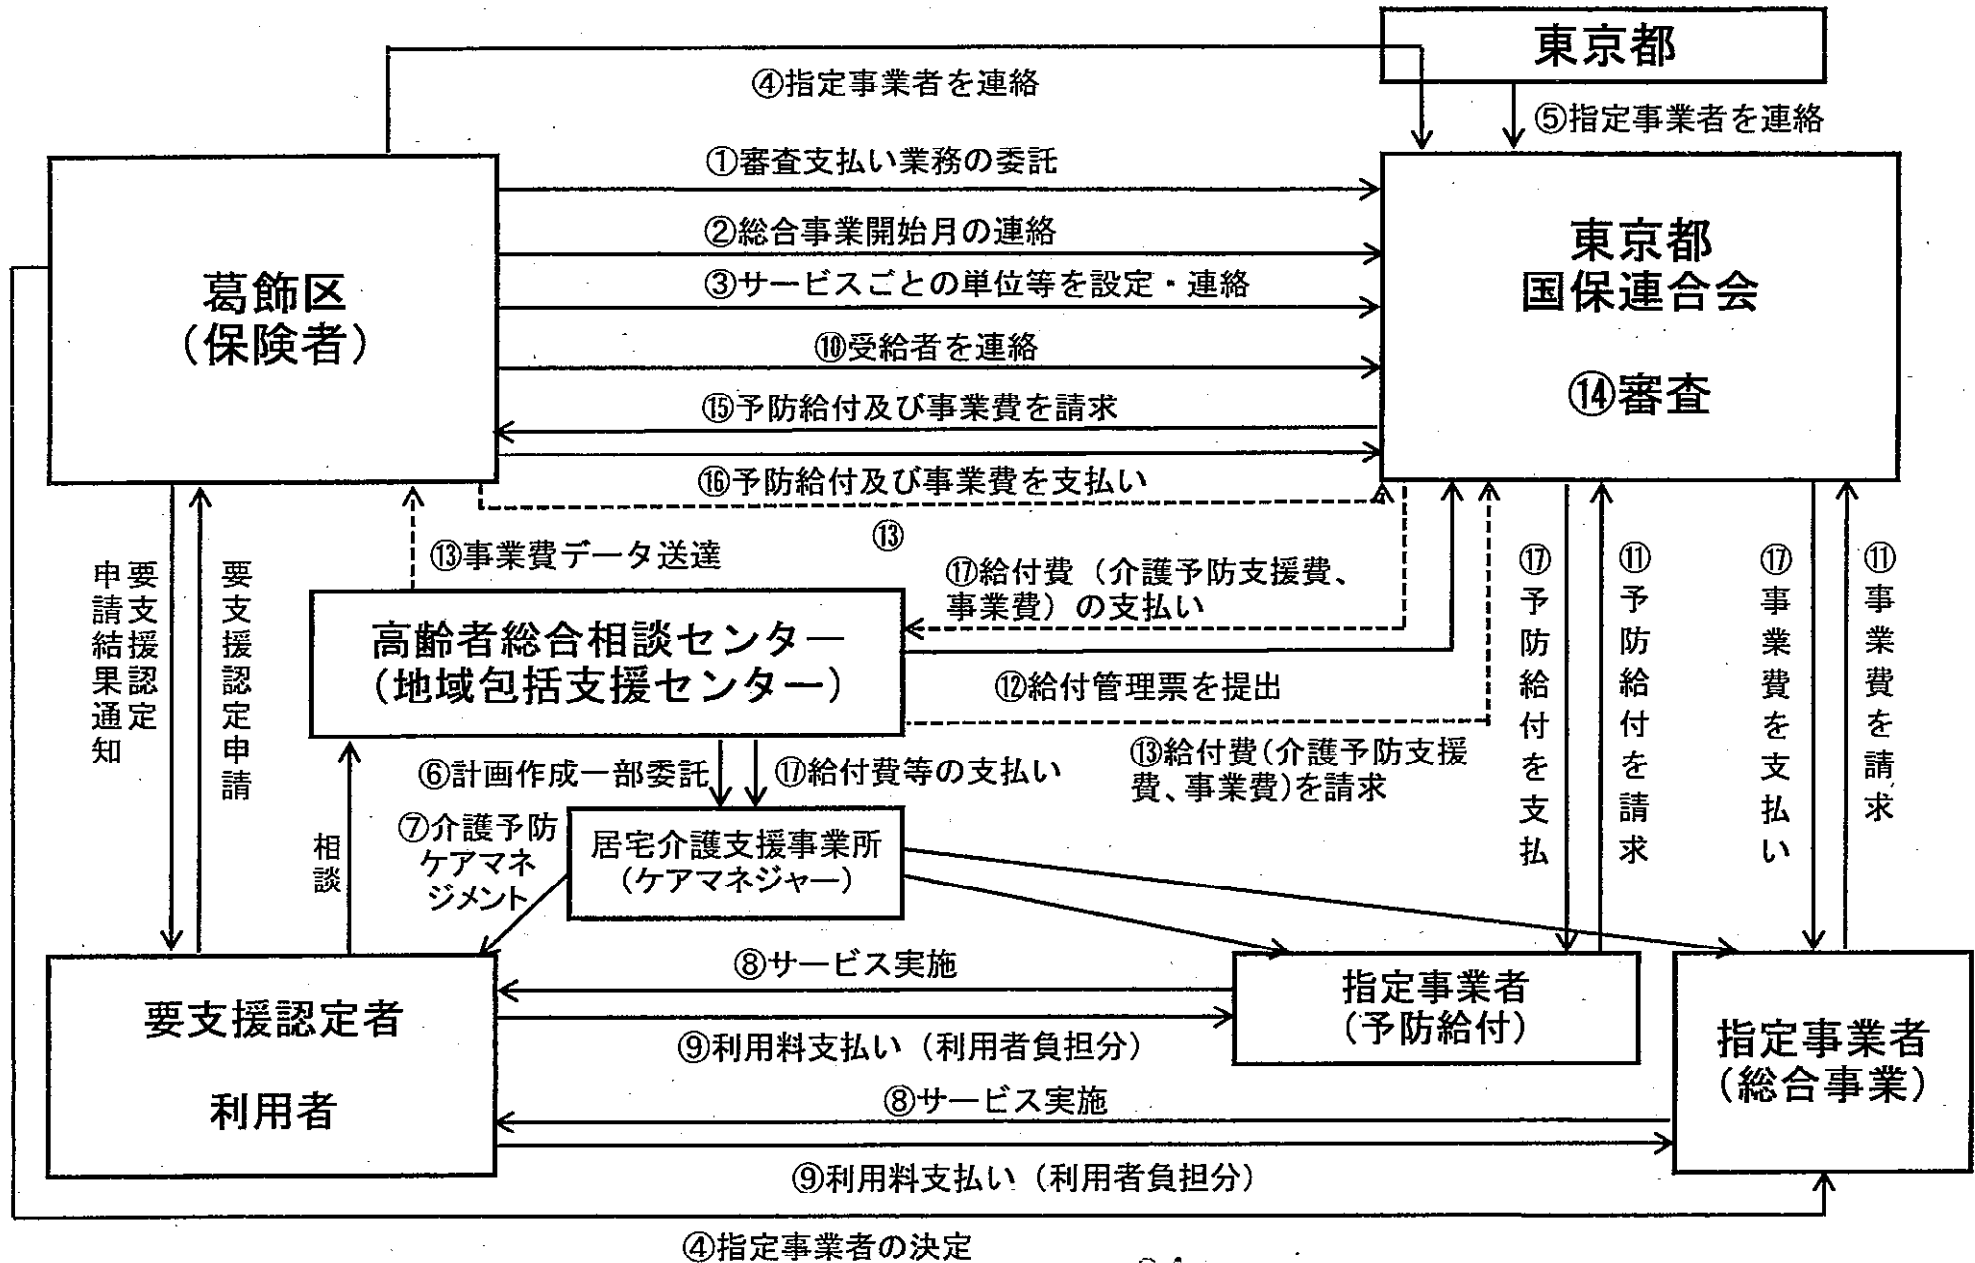 東京都
④指定事業者を連絡
⑤指定事業者を連絡
①審査支払い業務の委託
②総合事業開始月の連絡
③サービスごとの単位等を設定・連絡
⑩受給者を連絡
⑮予防給付及び事業費を請求
⑯予防給付及び事業費を支払い
葛飾区
（保険者）
東京都
国保連合会
⑭審査
⑬
⑬事業費データ送達
⑰給付費（介護予防支援費、
事業費）の支払い
要支援認定
申請結果通知
要支援認定申請
高齢者総合相談センター
（地域包括支援センター）
⑫給付管理票を提出
⑬給付費（介護予防支援
費、事業費）を請求
⑰予防給付を支払
⑪予防給付を請求
⑰事業費を支払い
⑪事業費を請求
⑥計画作成一部委託
⑰給付費等の支払い
相談
⑦介護予防
ケアマネ
ジメント
居宅介護支援事業所
（ケアマネジャー）
要支援認定者
利用者
⑧サービス実施
⑨利用料支払い（利用者負担分）
指定事業者
（予防給付）
指定事業者
（総合事業）
⑧サービス実施
⑨利用料支払い（利用者負担分）
④指定事業者の決定